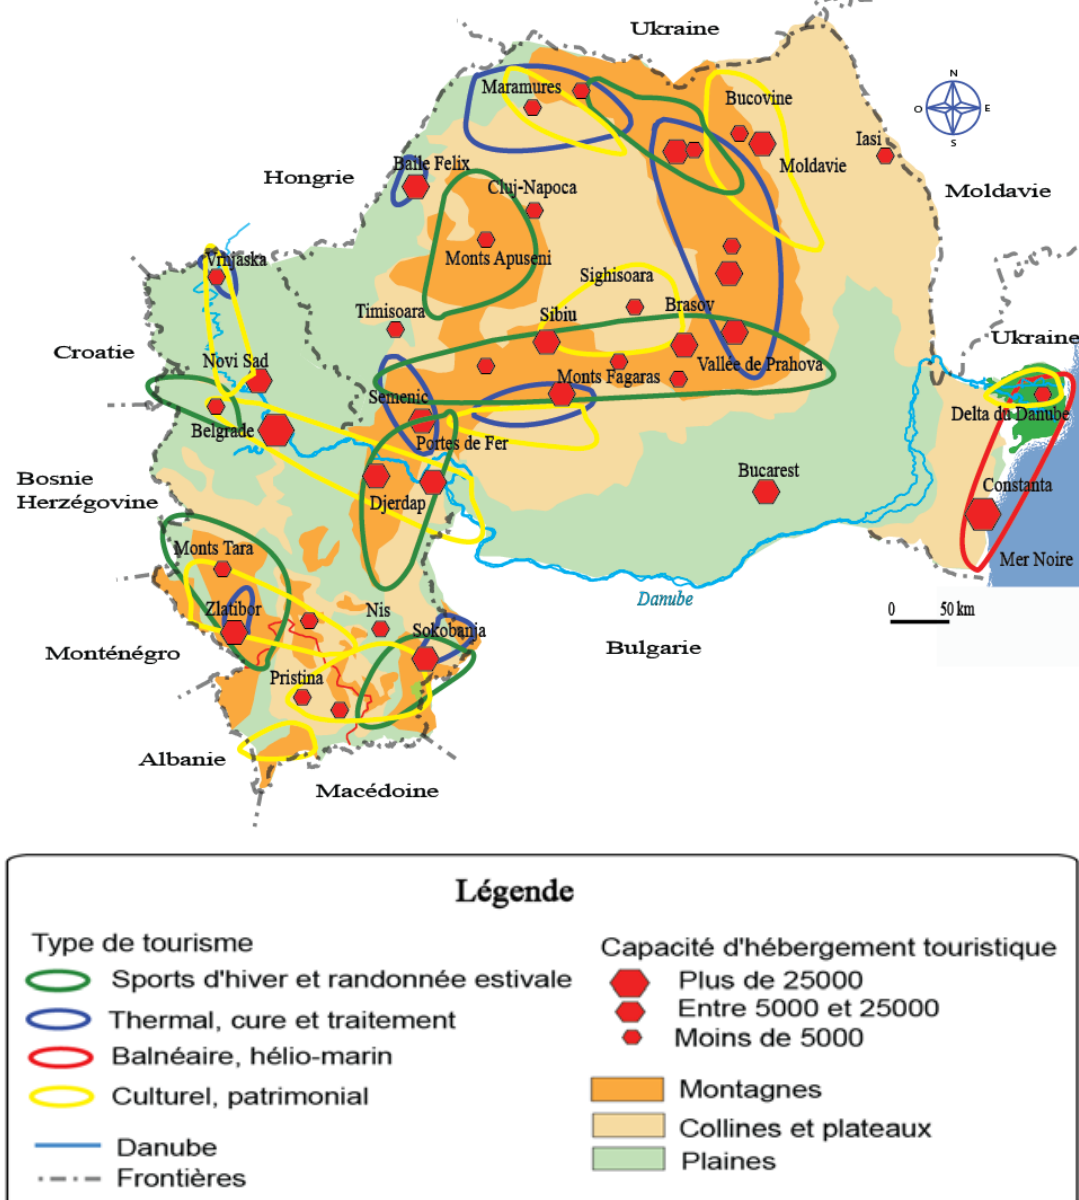 Ukraine
N
O
E
S
Maramures
Bucovine
Iasi
Baile Felix
Moldavie
Hongrie
Cluj-Napoca
Moldavie
Monts Apuseni
Vrnjaska
Sighisoara
Timisoara
Sibiu
Brasov
Ukraine
Croatie
Novi Sad
Vallée de Prahova
Monts Fagaras
Semenic
Delta du Danube
Belgrade
Portes de Fer
Bosnie
Herzégovine
Bucarest
Constanta
Djerdap
Monts Tara
Mer Noire
Danube
0
50 km
Zlatibor
Nis
Sokobanja
Bulgarie
Monténégro
Pristina
Albanie
Macédoine
Légende
Type de tourisme
Sports d'hiver et randonnée estivale
Thermal, cure et traitement
Balnéaire, hélio-marin
Culturel, patrimonial
Danube
Frontières
Capacité d'hébergement touristique
Plus de 25000
Entre 5000 et 25000
Moins de 5000
Montagnes
Collines et plateaux
Plaines